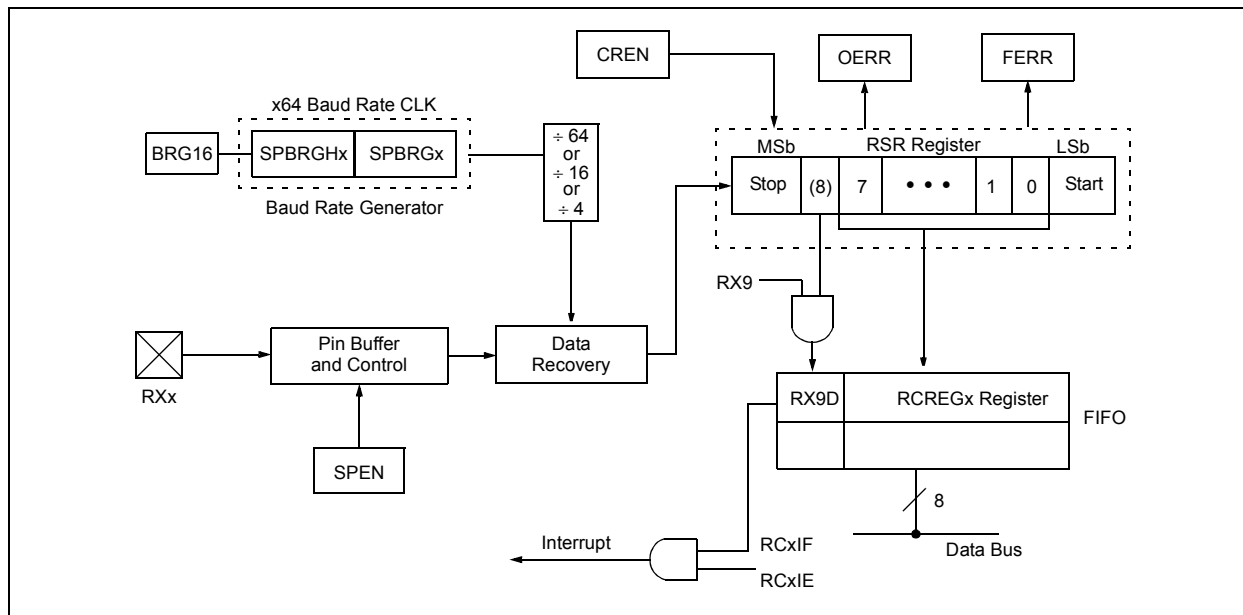 CREN
OERR
FERR
x64 Baud Rate CLK
BRG16
SPBRGHx
SPBRGx
Baud Rate Generator
÷ 64
or
÷ 16
or
÷ 4
MSb
RSR Register
LSb
Stop
(8)
7
• • •
1
0
Start
RX9
RXx
Pin Buffer
and Control
Data
Recovery
SPEN
RX9D
RCREGx Register
FIFO
8
Data Bus
Interrupt
RCxIF
RCxIE